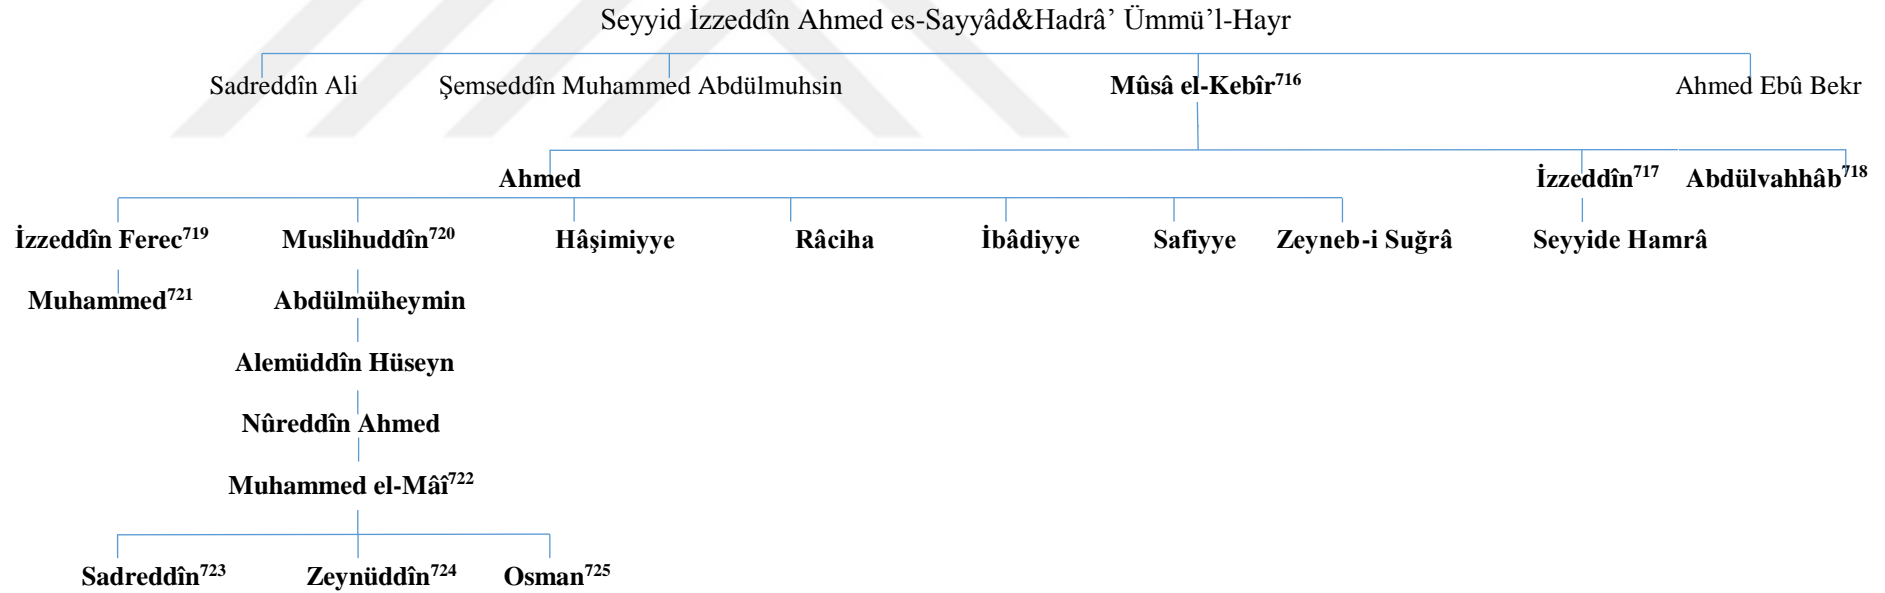 Seyyid İzzeddîn Ahmed es-Sayyâd&Hadrâ’ Ümmü’l-Hayr
Sadreddîn Ali Şemseddîn Muhammed Abdülmuhsin Mûsâ el-Kebîr716 Ahmed Ebû Bekr
Ahmed İzzeddîn717 Abdülvahhâb718
İzzeddîn Ferec719 Muslihuddîn720 Hâşimiyye Râciha İbâdiyye Safiyye Zeyneb-i Suğrâ Seyyide Hamrâ
Muhammed721 Abdülmüheymin
Alemüddîn Hüseyn
Nûreddîn Ahmed
Muhammed el-Mâî722
Sadreddîn723 Zeynüddîn724 Osman725